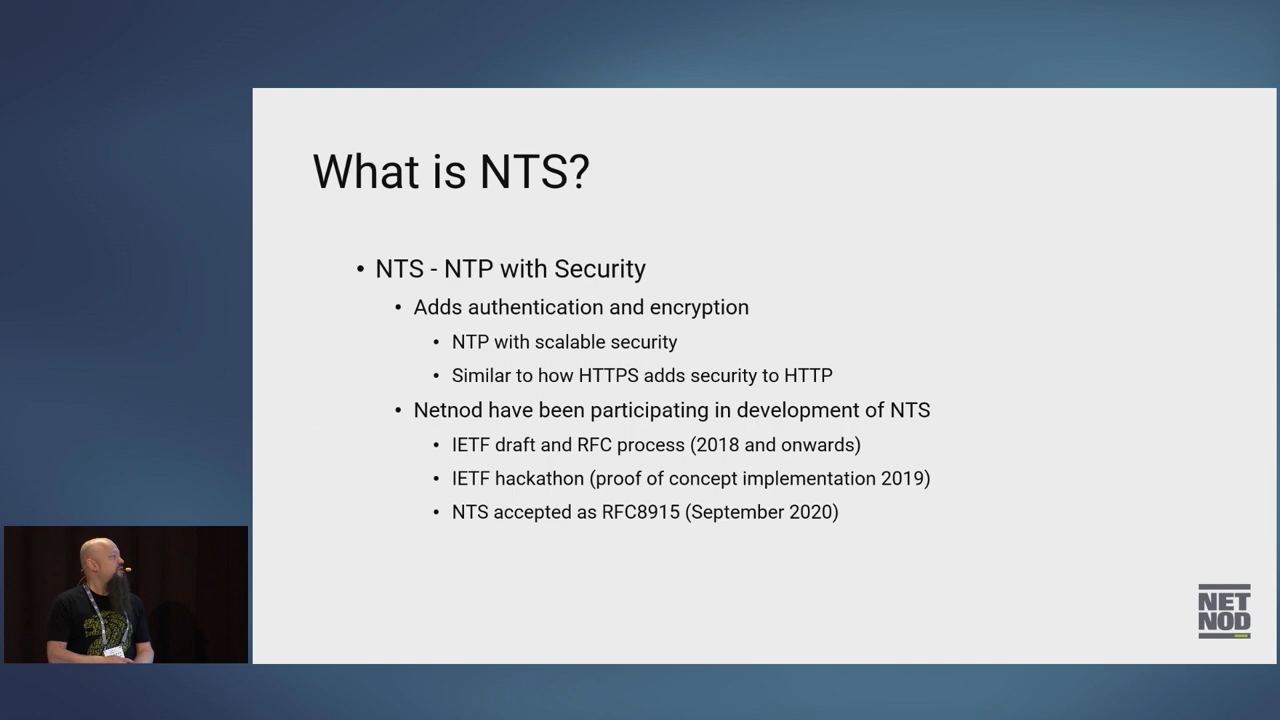 What is NTS?
• NTS - NTP with Security
• Adds authentication and encryption
• NTP with scalable security
• Similar to how HTTPS adds security to HTTP
• Netnod have been participating in development of NTS
• IETF draft and RFC process (2018 and onwards)
• IETF hackathon (proof of concept implementation 2019)
• NTS accepted as RFC8915 (September 2020)
NET
NOD